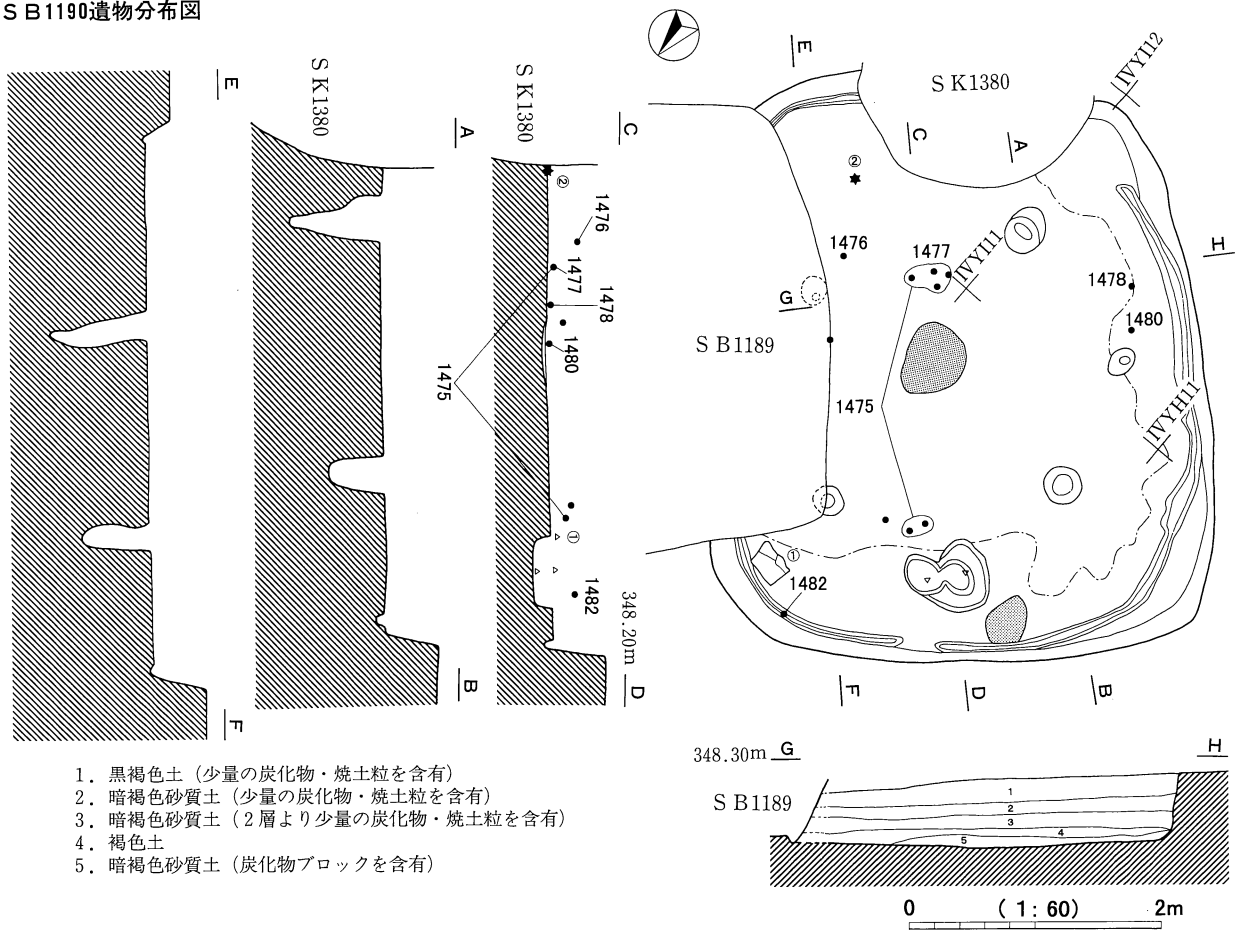 ＳＢ1190遺物分布図
E
ＳK1380
A
ＳK1380
C
②
1476
1477
1478
1480
1475
①
1482
348.20m
F
B
D
E
ＳK1380
IVYI12
C
A
②
1476
1477
IVYI11
H
1478
G
1480
ＳB1189
1475
IVYH11
①
1482
F
D
B
348.30m G
H
ＳB1189
1
2
3
4
5
1．黒褐色土（少量の炭化物・焼土粒を含有）
2．暗褐色砂質土（少量の炭化物・焼土粒を含有）
3．暗褐色砂質土（２層より少量の炭化物・焼土粒を含有）
4．褐色土
5．暗褐色砂質土（炭化物ブロックを含有）
0 （1：60） 2m